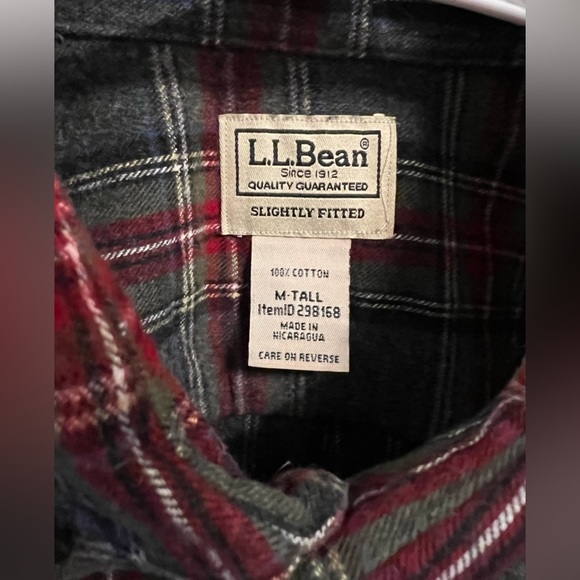 L.L.Bean®
Since 1912
QUALITY GUARANTEED
SLIGHTLY FITTED
100% COTTON
M-TALL
ItemID 298168
MADE IN
NICARAGUA
CARE ON REVERSE